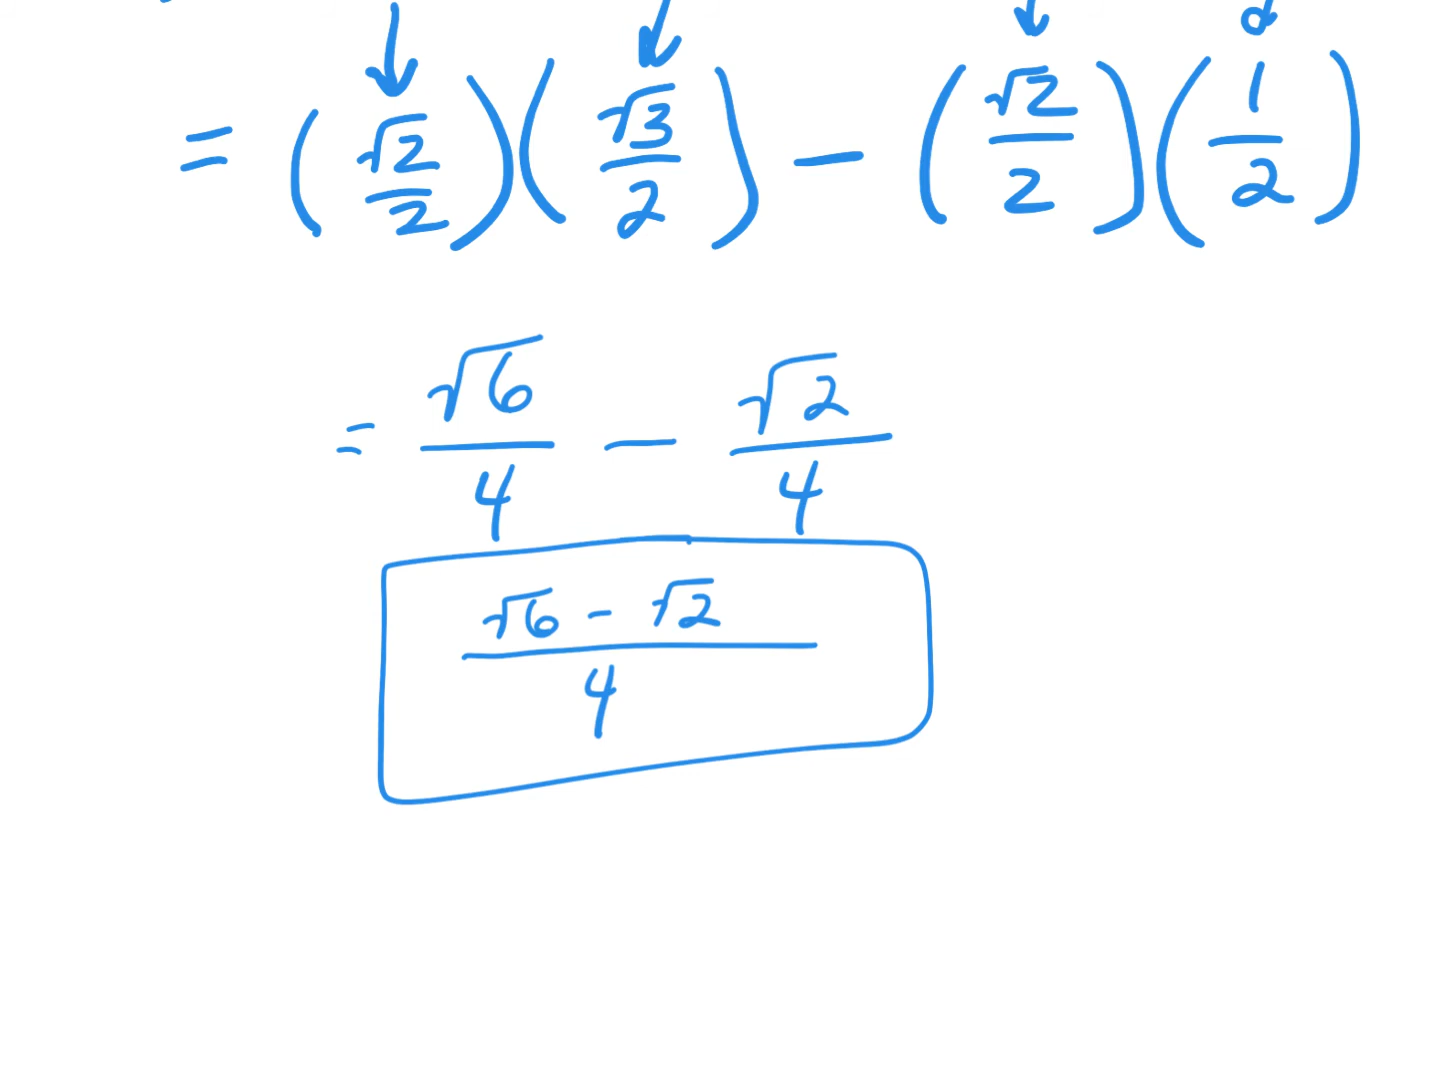 = (√2/2)(√3/2) − (√2/2)(1/2)
= √6/4 − √2/4
(√6 − √2)/4